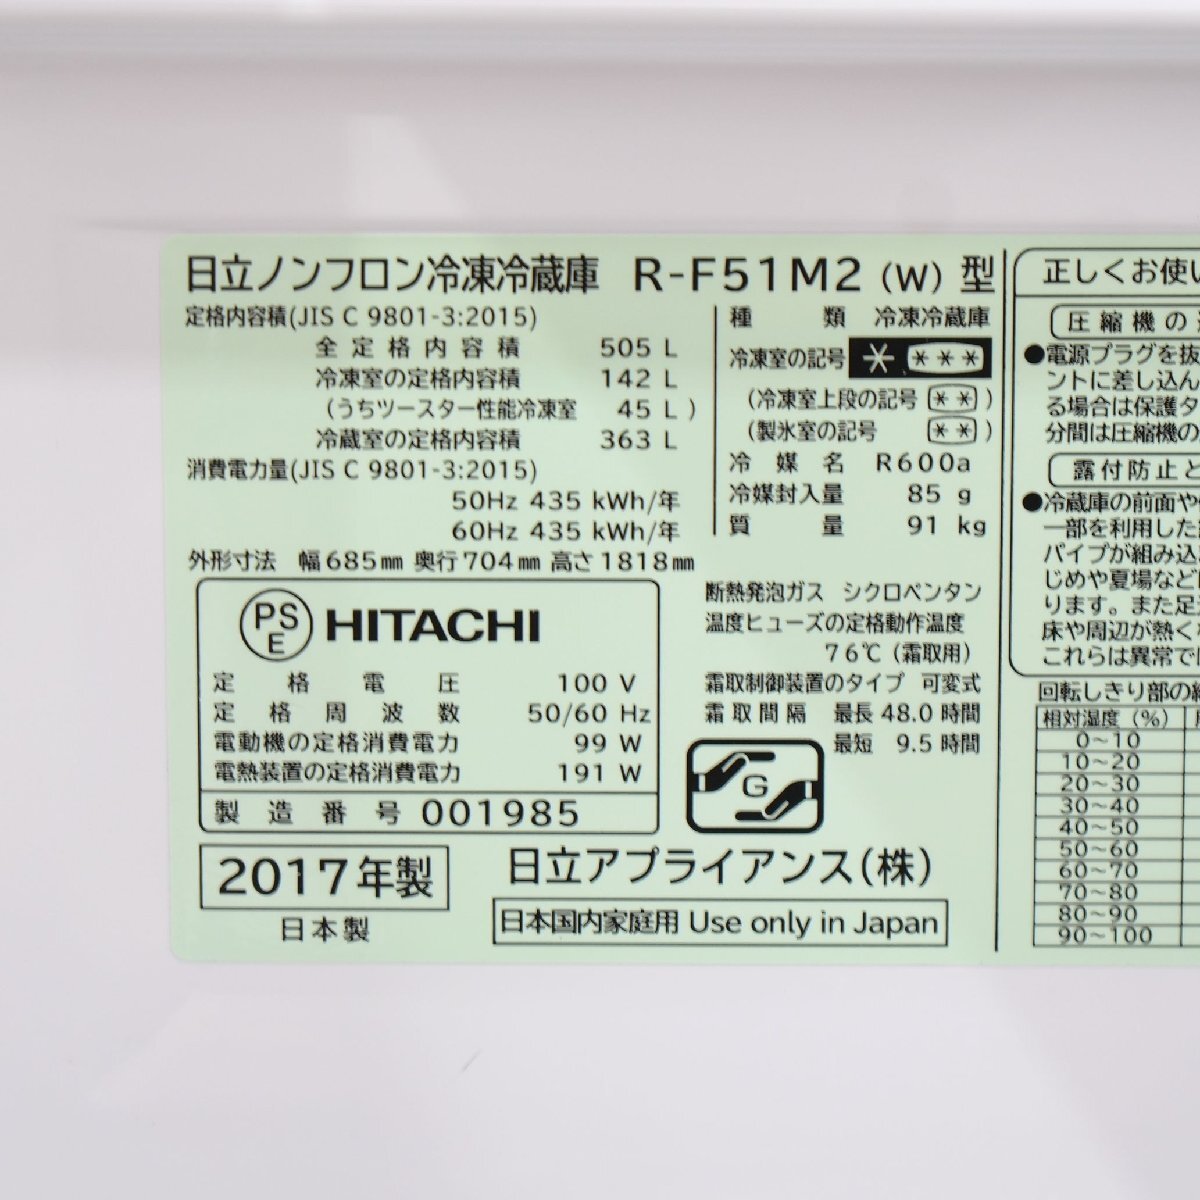 日立ノンフロン冷凍冷蔵庫 R-F51M2 (W) 型
定格内容積(JIS C 9801-3:2015)
全定格内容積 505 L
冷凍室の定格内容積 142 L
(うちツースター性能冷凍室 45 L)
冷蔵室の定格内容積 363 L
消費電力量(JIS C 9801-3:2015)
50Hz 435 kWh/年
60Hz 435 kWh/年
外形寸法 幅685mm 奥行704mm 高さ1818mm
種類 冷凍冷蔵庫
冷凍室の記号 * ***
(冷凍室上段の記号 **)
(製氷室の記号 **)
冷媒名 R600a
冷媒封入量 85 g
質量 91 kg
PS
E
HITACHI
定格電圧 100 V
定格周波数 50/60 Hz
電動機の定格消費電力 99 W
電熱装置の定格消費電力 191 W
製造番号 001985
断熱発泡ガス シクロペンタン
温度ヒューズの定格動作温度
76℃(霜取用)
霜取制御装置のタイプ 可変式
霜取間隔 最長 48.0 時間
最短 9.5 時間
G
2017年製
日本製
日立アプライアンス(株)
日本国内家庭用 Use only in Japan
正しくお使い
圧縮機の
●電源プラグを抜
ントに差し込ん
る場合は保護タ
分間は圧縮機の
露付防止と
●冷蔵庫の前面や
一部を利用した
パイプが組み込
じめや夏場など
ります。また足
床や周辺が熱く
これらは異常で
回転しきり部の
相対湿度(%)
0~10
10~20
20~30
30~40
40~50
50~60
60~70
70~80
80~90
90~100